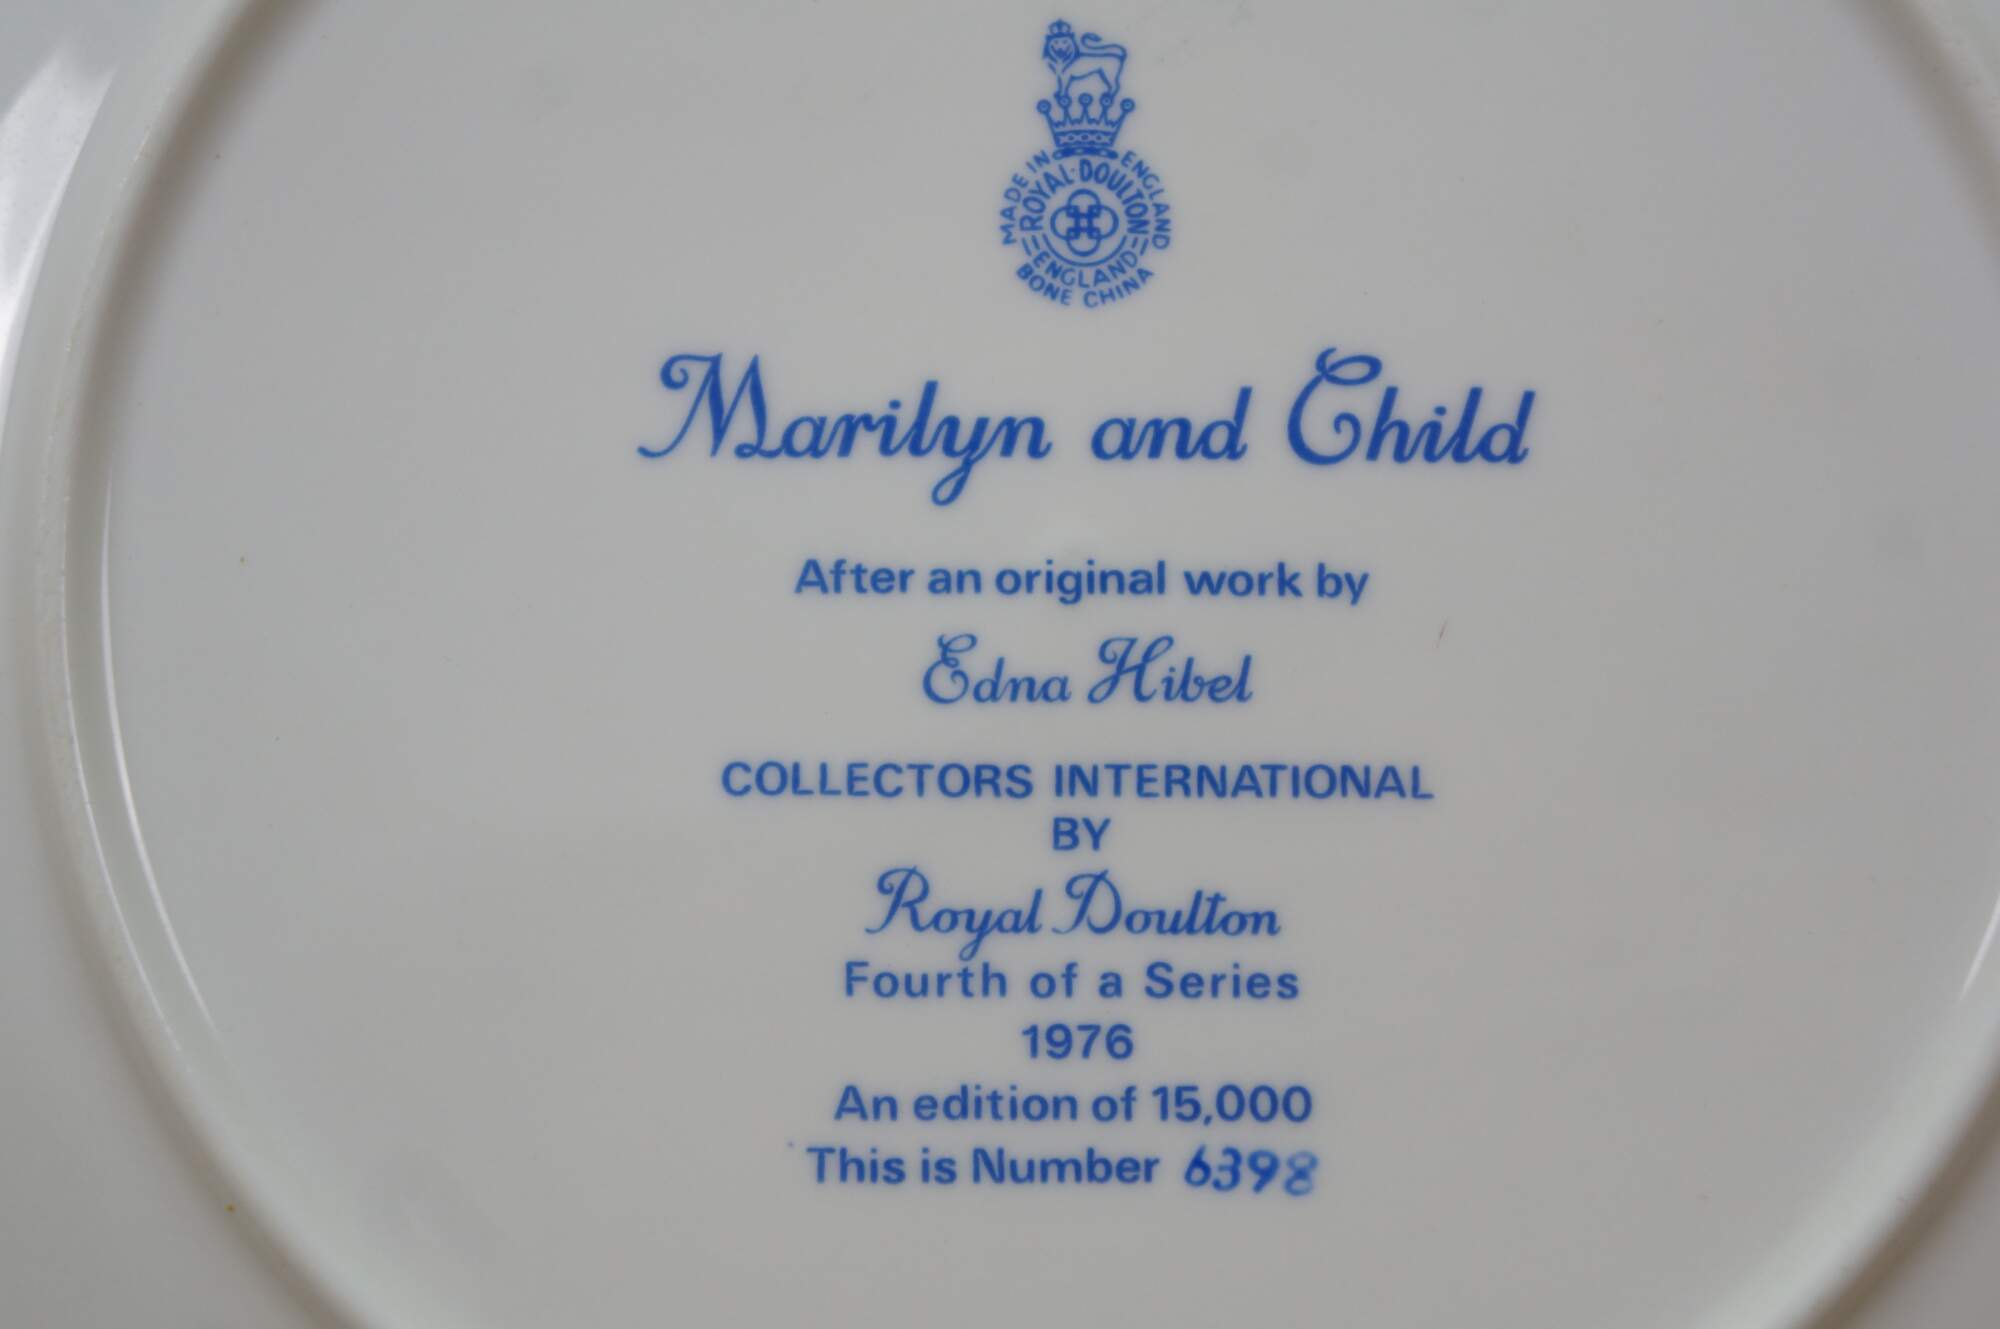 MADE IN ENGLAND
ROYAL·DOULTON
ENGLAND
BONE CHINA
Marilyn and Child
After an original work by
Edna Hibel
COLLECTORS INTERNATIONAL
BY
Royal Doulton
Fourth of a Series
1976
An edition of 15,000
This is Number 6398